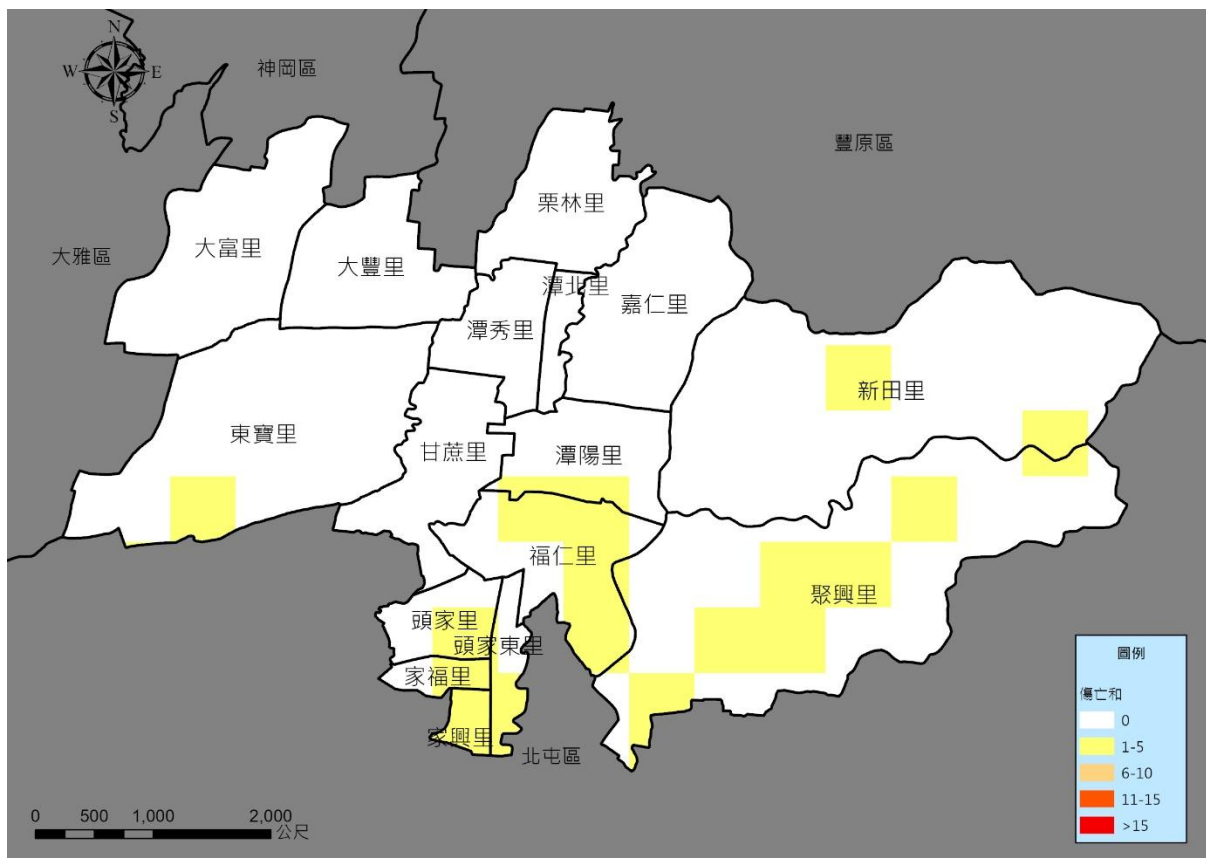 N
W
E
S
神岡區
豐原區
大雅區
栗林里
大富里
大豐里
潭北里
嘉仁里
潭秀里
新田里
東寶里
甘蔗里
潭陽里
福仁里
聚興里
頭家里
頭家東里
家福里
家興里
北屯區
圖例
傷亡和
0
1-5
6-10
11-15
>15
0 500 1,000 2,000
公尺